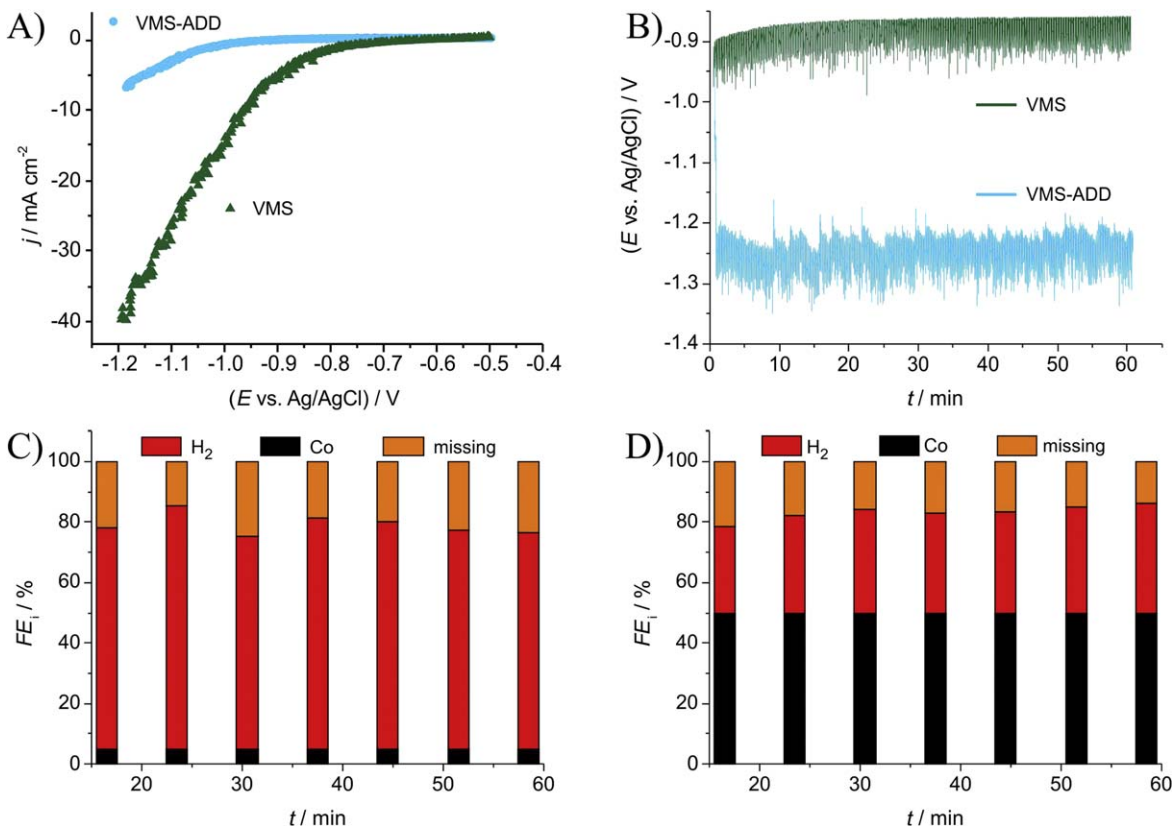 A)
VMS-ADD
VMS
0
-10
-20
-30
-40
j / mA cm-2
-1.2 -1.1 -1.0 -0.9 -0.8 -0.7 -0.6 -0.5 -0.4
(E vs. Ag/AgCl) / V
B)
VMS
VMS-ADD
-0.9
-1.0
-1.1
-1.2
-1.3
-1.4
(E vs. Ag/AgCl) / V
0 10 20 30 40 50 60
t / min
C)
H2 Co missing
100
80
60
40
20
0
FEi / %
20 30 40 50 60
t / min
D)
H2 Co missing
100
80
60
40
20
0
FEi / %
20 30 40 50 60
t / min